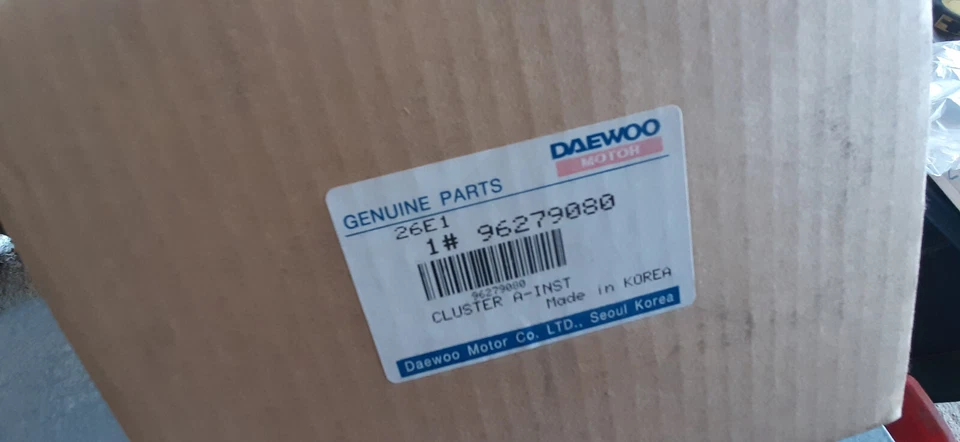 DAEWOO
MOTOR
GENUINE PARTS
26E1
1# 96279080
96279080
CLUSTER A-INST
Made in KOREA
Daewoo Motor Co. LTD., Seoul Korea